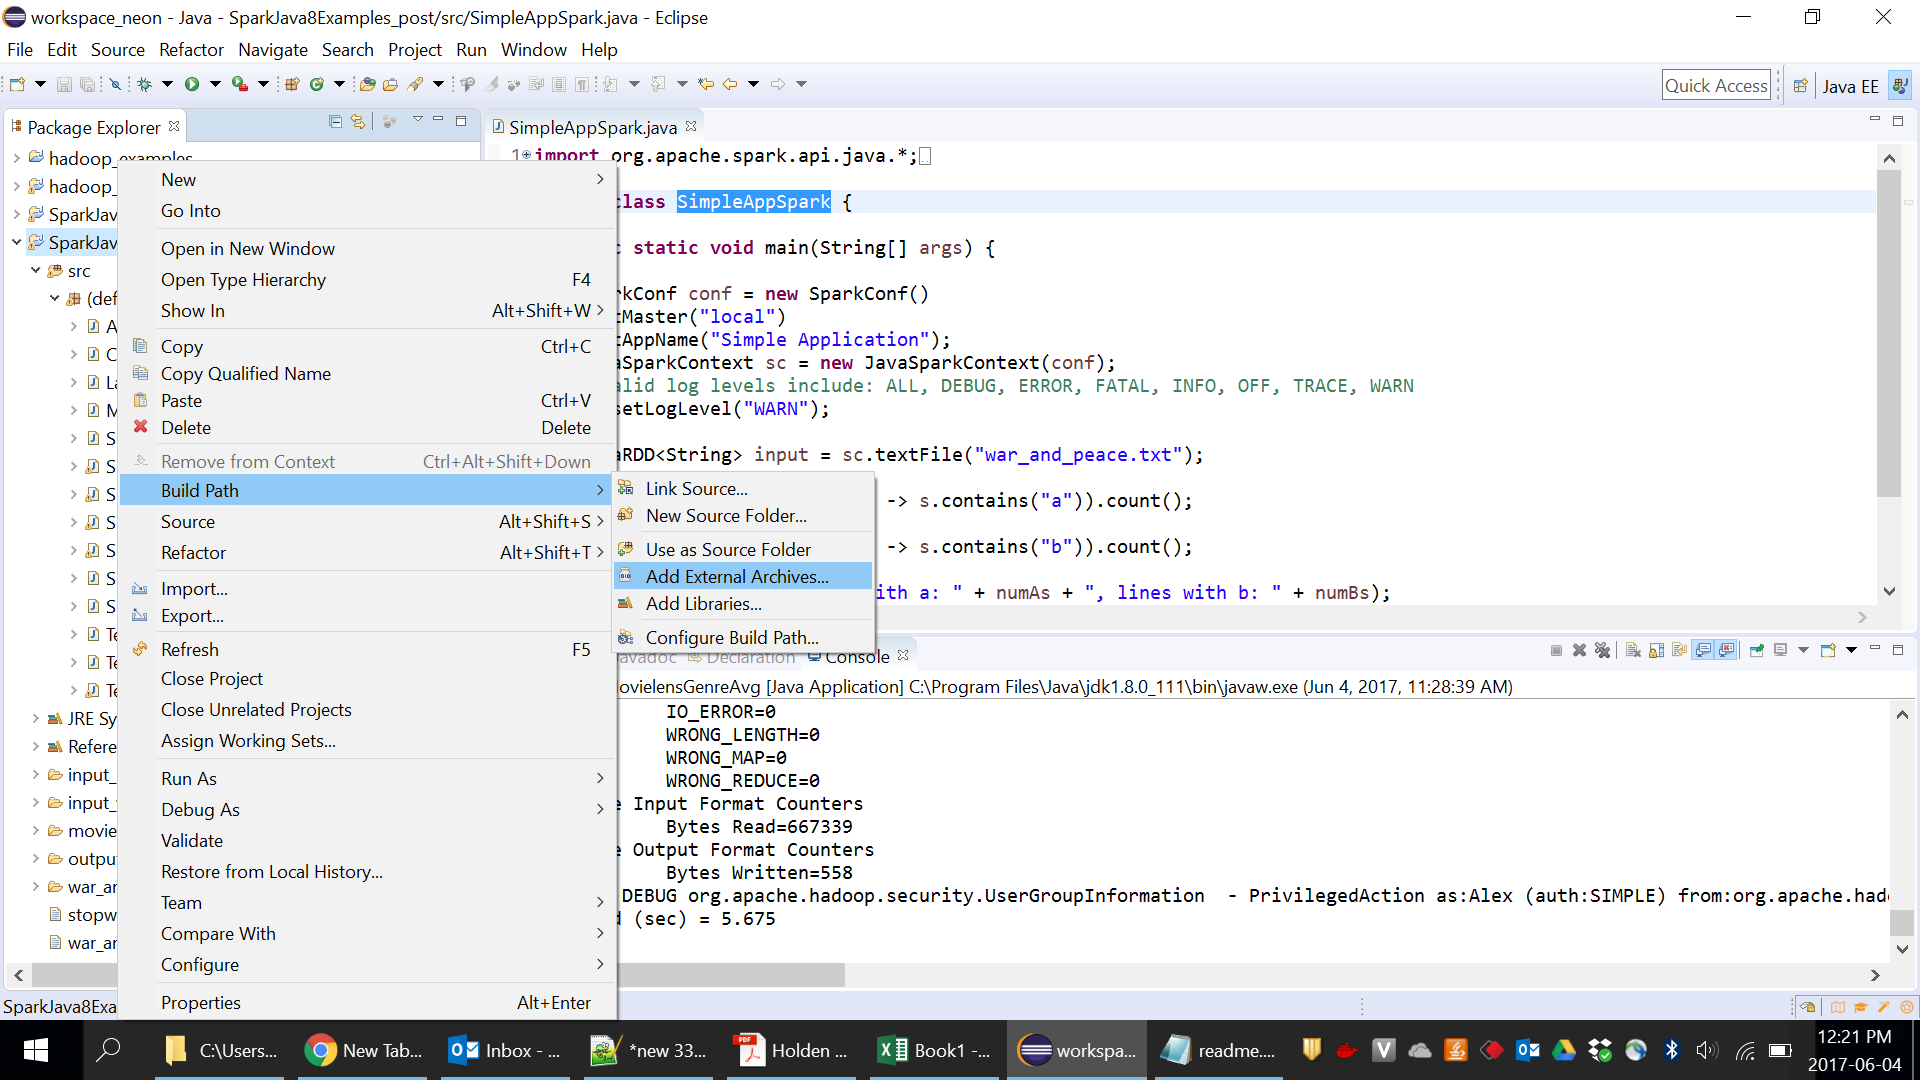 workspace_neon - Java - SparkJava8Examples_post/src/SimpleAppSpark.java - Eclipse
File Edit Source Refactor Navigate Search Project Run Window Help
Quick Access
Java EE
Package Explorer
hadoop_examples
hadoop_
SparkJav
SparkJav
src
(def
A
C
La
M
S
S
S
S
S
S
S
Te
Te
Te
JRE Sy
Refere
input_
input_
movie
outpu
war_ar
stopw
war_ar
New
Go Into
Open in New Window
Open Type Hierarchy F4
Show In Alt+Shift+W
Copy Ctrl+C
Copy Qualified Name
Paste Ctrl+V
Delete Delete
Remove from Context Ctrl+Alt+Shift+Down
Build Path
Source Alt+Shift+S
Refactor Alt+Shift+T
Import...
Export...
Refresh F5
Close Project
Close Unrelated Projects
Assign Working Sets...
Run As
Debug As
Validate
Restore from Local History...
Team
Compare With
Configure
Properties Alt+Enter
Link Source...
New Source Folder...
Use as Source Folder
Add External Archives...
Add Libraries...
Configure Build Path...
SimpleAppSpark.java
1 import org.apache.spark.api.java.*;
class SimpleAppSpark {
c static void main(String[] args) {
rkConf conf = new SparkConf()
tMaster("local")
tAppName("Simple Application");
aSparkContext sc = new JavaSparkContext(conf);
alid log levels include: ALL, DEBUG, ERROR, FATAL, INFO, OFF, TRACE, WARN
setLogLevel("WARN");
aRDD<String> input = sc.textFile("war_and_peace.txt");
-> s.contains("a")).count();
-> s.contains("b")).count();
ith a: " + numAs + ", lines with b: " + numBs);
avadoc Declaration Console
MovielensGenreAvg [Java Application] C:\Program Files\Java\jdk1.8.0_111\bin\javaw.exe (Jun 4, 2017, 11:28:39 AM)
IO_ERROR=0
WRONG_LENGTH=0
WRONG_MAP=0
WRONG_REDUCE=0
e Input Format Counters
Bytes Read=667339
e Output Format Counters
Bytes Written=558
DEBUG org.apache.hadoop.security.UserGroupInformation - PrivilegedAction as:Alex (auth:SIMPLE) from:org.apache.had
d (sec) = 5.675
SparkJava8Exa
C:\Users... New Tab... Inbox - ... *new 33... Holden ... Book1 -... workspa... readme....
12:21 PM
2017-06-04